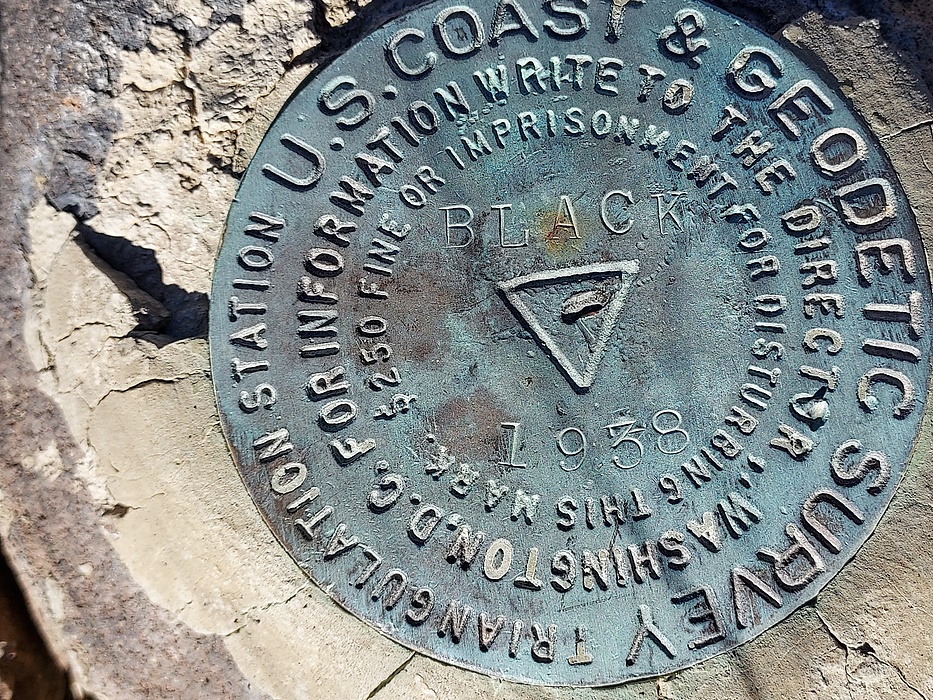 U.S. COAST & GEODETIC SURVEY
TRIANGULATION STATION
FOR INFORMATION WRITE TO THE DIRECTOR, WASHINGTON, D.C.
$250 FINE OR IMPRISONMENT FOR DISTURBING THIS MARK.
BLACK
1938